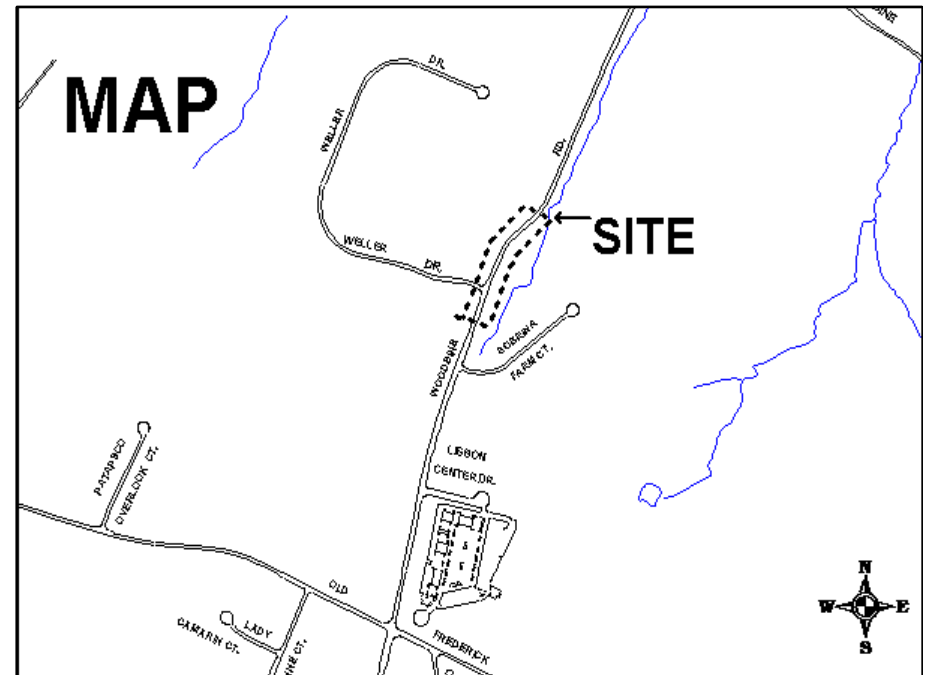 MAP
DR.
WELLER
RD.
SITE
WELLER
DR.
WOODBINE
FARM CT.
PATAPSCO
OVERLOOK CT.
LISBON
CENTER DR.
OLD
FREDERICK
LADY
CAMARIN CT.
N
W E
S